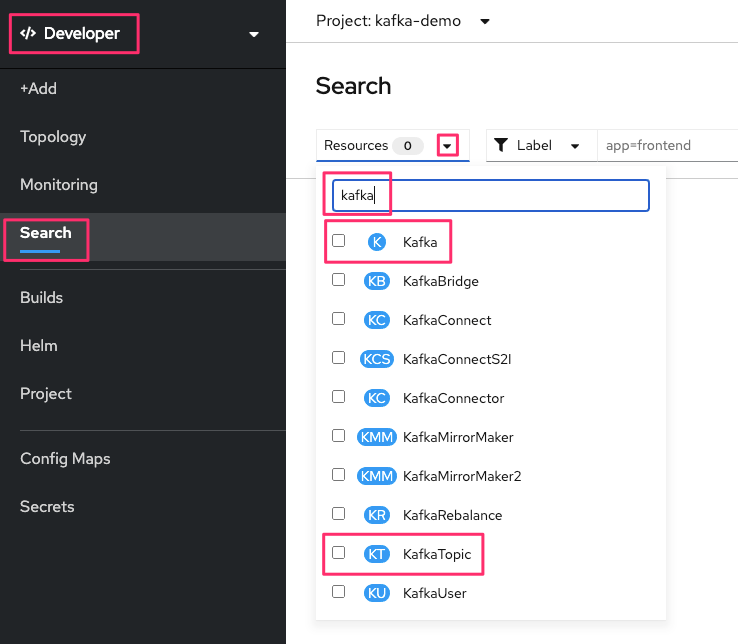 </> Developer
+Add
Topology
Monitoring
Search
Builds
Helm
Project
Config Maps
Secrets
Project: kafka-demo
Search
Resources 0
Label
app=frontend
kafka
K Kafka
KB KafkaBridge
KC KafkaConnect
KCS KafkaConnectS2I
KC KafkaConnector
KMM KafkaMirrorMaker
KMM KafkaMirrorMaker2
KR KafkaRebalance
KT KafkaTopic
KU KafkaUser